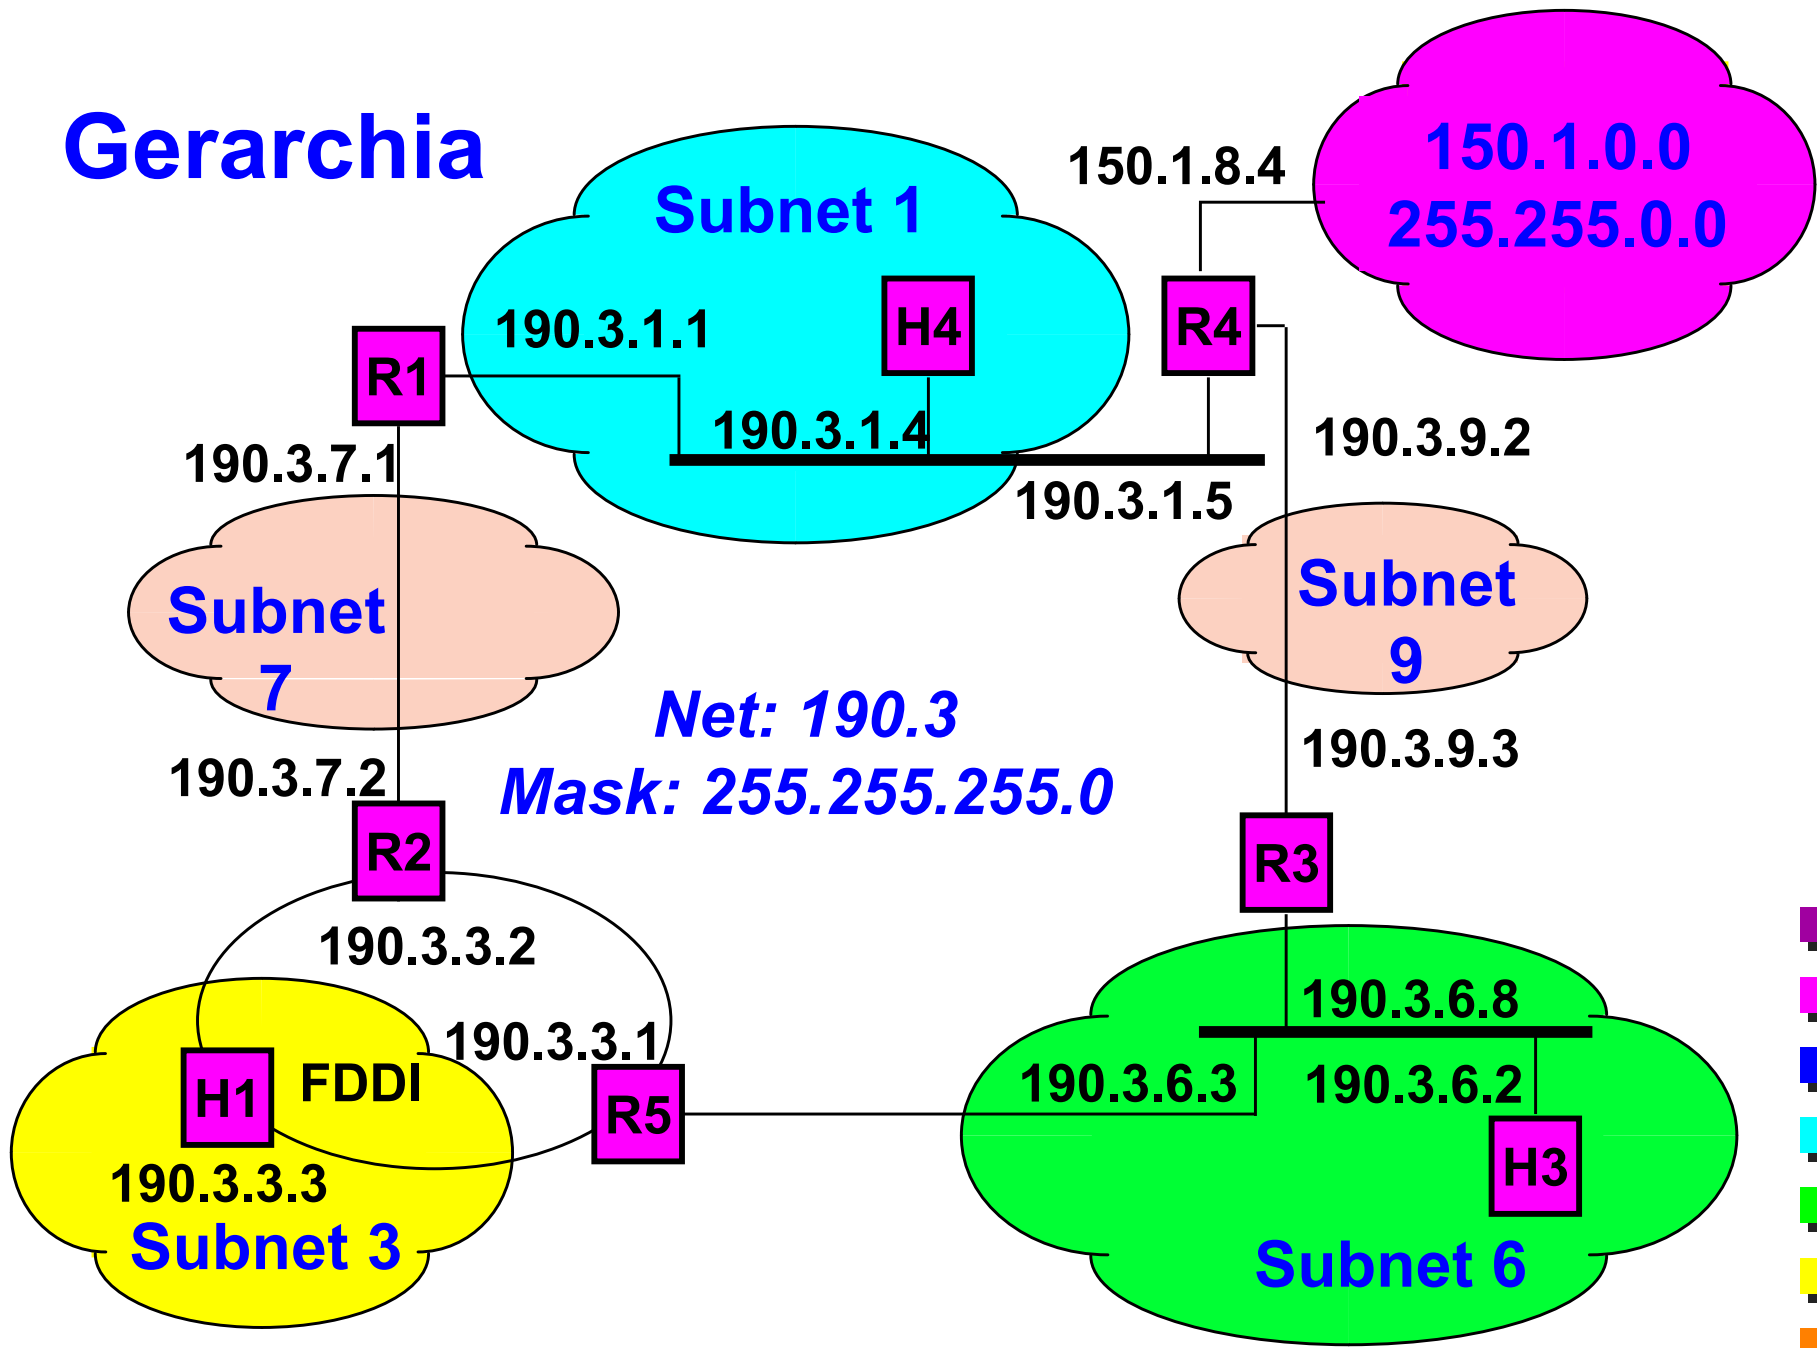 Gerarchia
150.1.0.0
255.255.0.0
150.1.8.4
Subnet 1
190.3.1.1
H4
R4
R1
190.3.1.4
190.3.9.2
190.3.7.1
190.3.1.5
Subnet
7
Subnet
9
Net: 190.3
Mask: 255.255.255.0
190.3.9.3
190.3.7.2
R2
R3
190.3.3.2
190.3.6.8
190.3.3.1
H1
FDDI
R5
190.3.6.3
190.3.6.2
H3
190.3.3.3
Subnet 3
Subnet 6